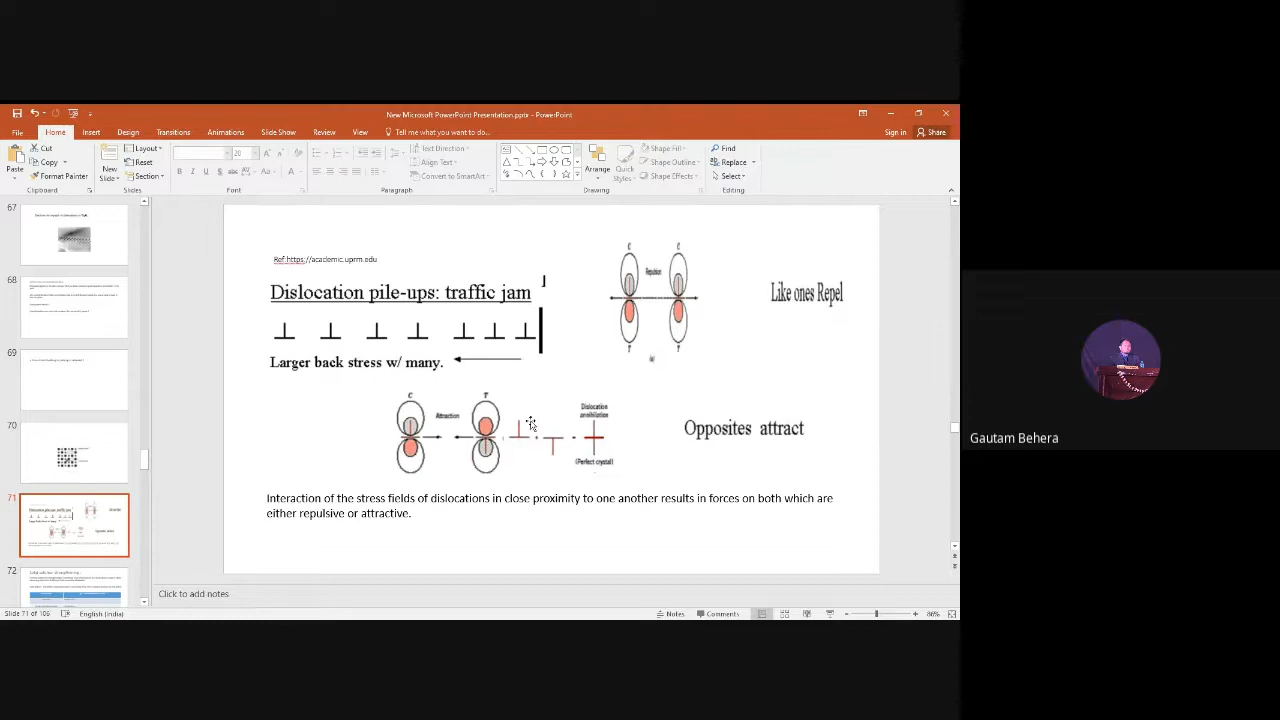 New Microsoft PowerPoint Presentation.pptx - PowerPoint
File Home Insert Design Transitions Animations Slide Show Review View Tell me what you want to do... Sign in Share
Cut
Copy
Format Painter
Paste
Clipboard
New Slide
Layout
Reset
Section
Slides
20
Font
Text Direction
Align Text
Convert to SmartArt
Paragraph
Arrange
Quick Styles
Shape Fill
Shape Outline
Shape Effects
Drawing
Find
Replace
Select
Editing
67
68
69
70
71
72
Ref:https://academic.uprm.edu
Dislocation pile-ups: traffic jam
Larger back stress w/ many.
C C
Repulsion
T T
Like ones Repel
C T
Attraction
Dislocation
annihilation
(Perfect crystal)
Opposites attract
Interaction of the stress fields of dislocations in close proximity to one another results in forces on both which are
either repulsive or attractive.
Click to add notes
Slide 71 of 106 English (India) Notes Comments 86%
Gautam Behera